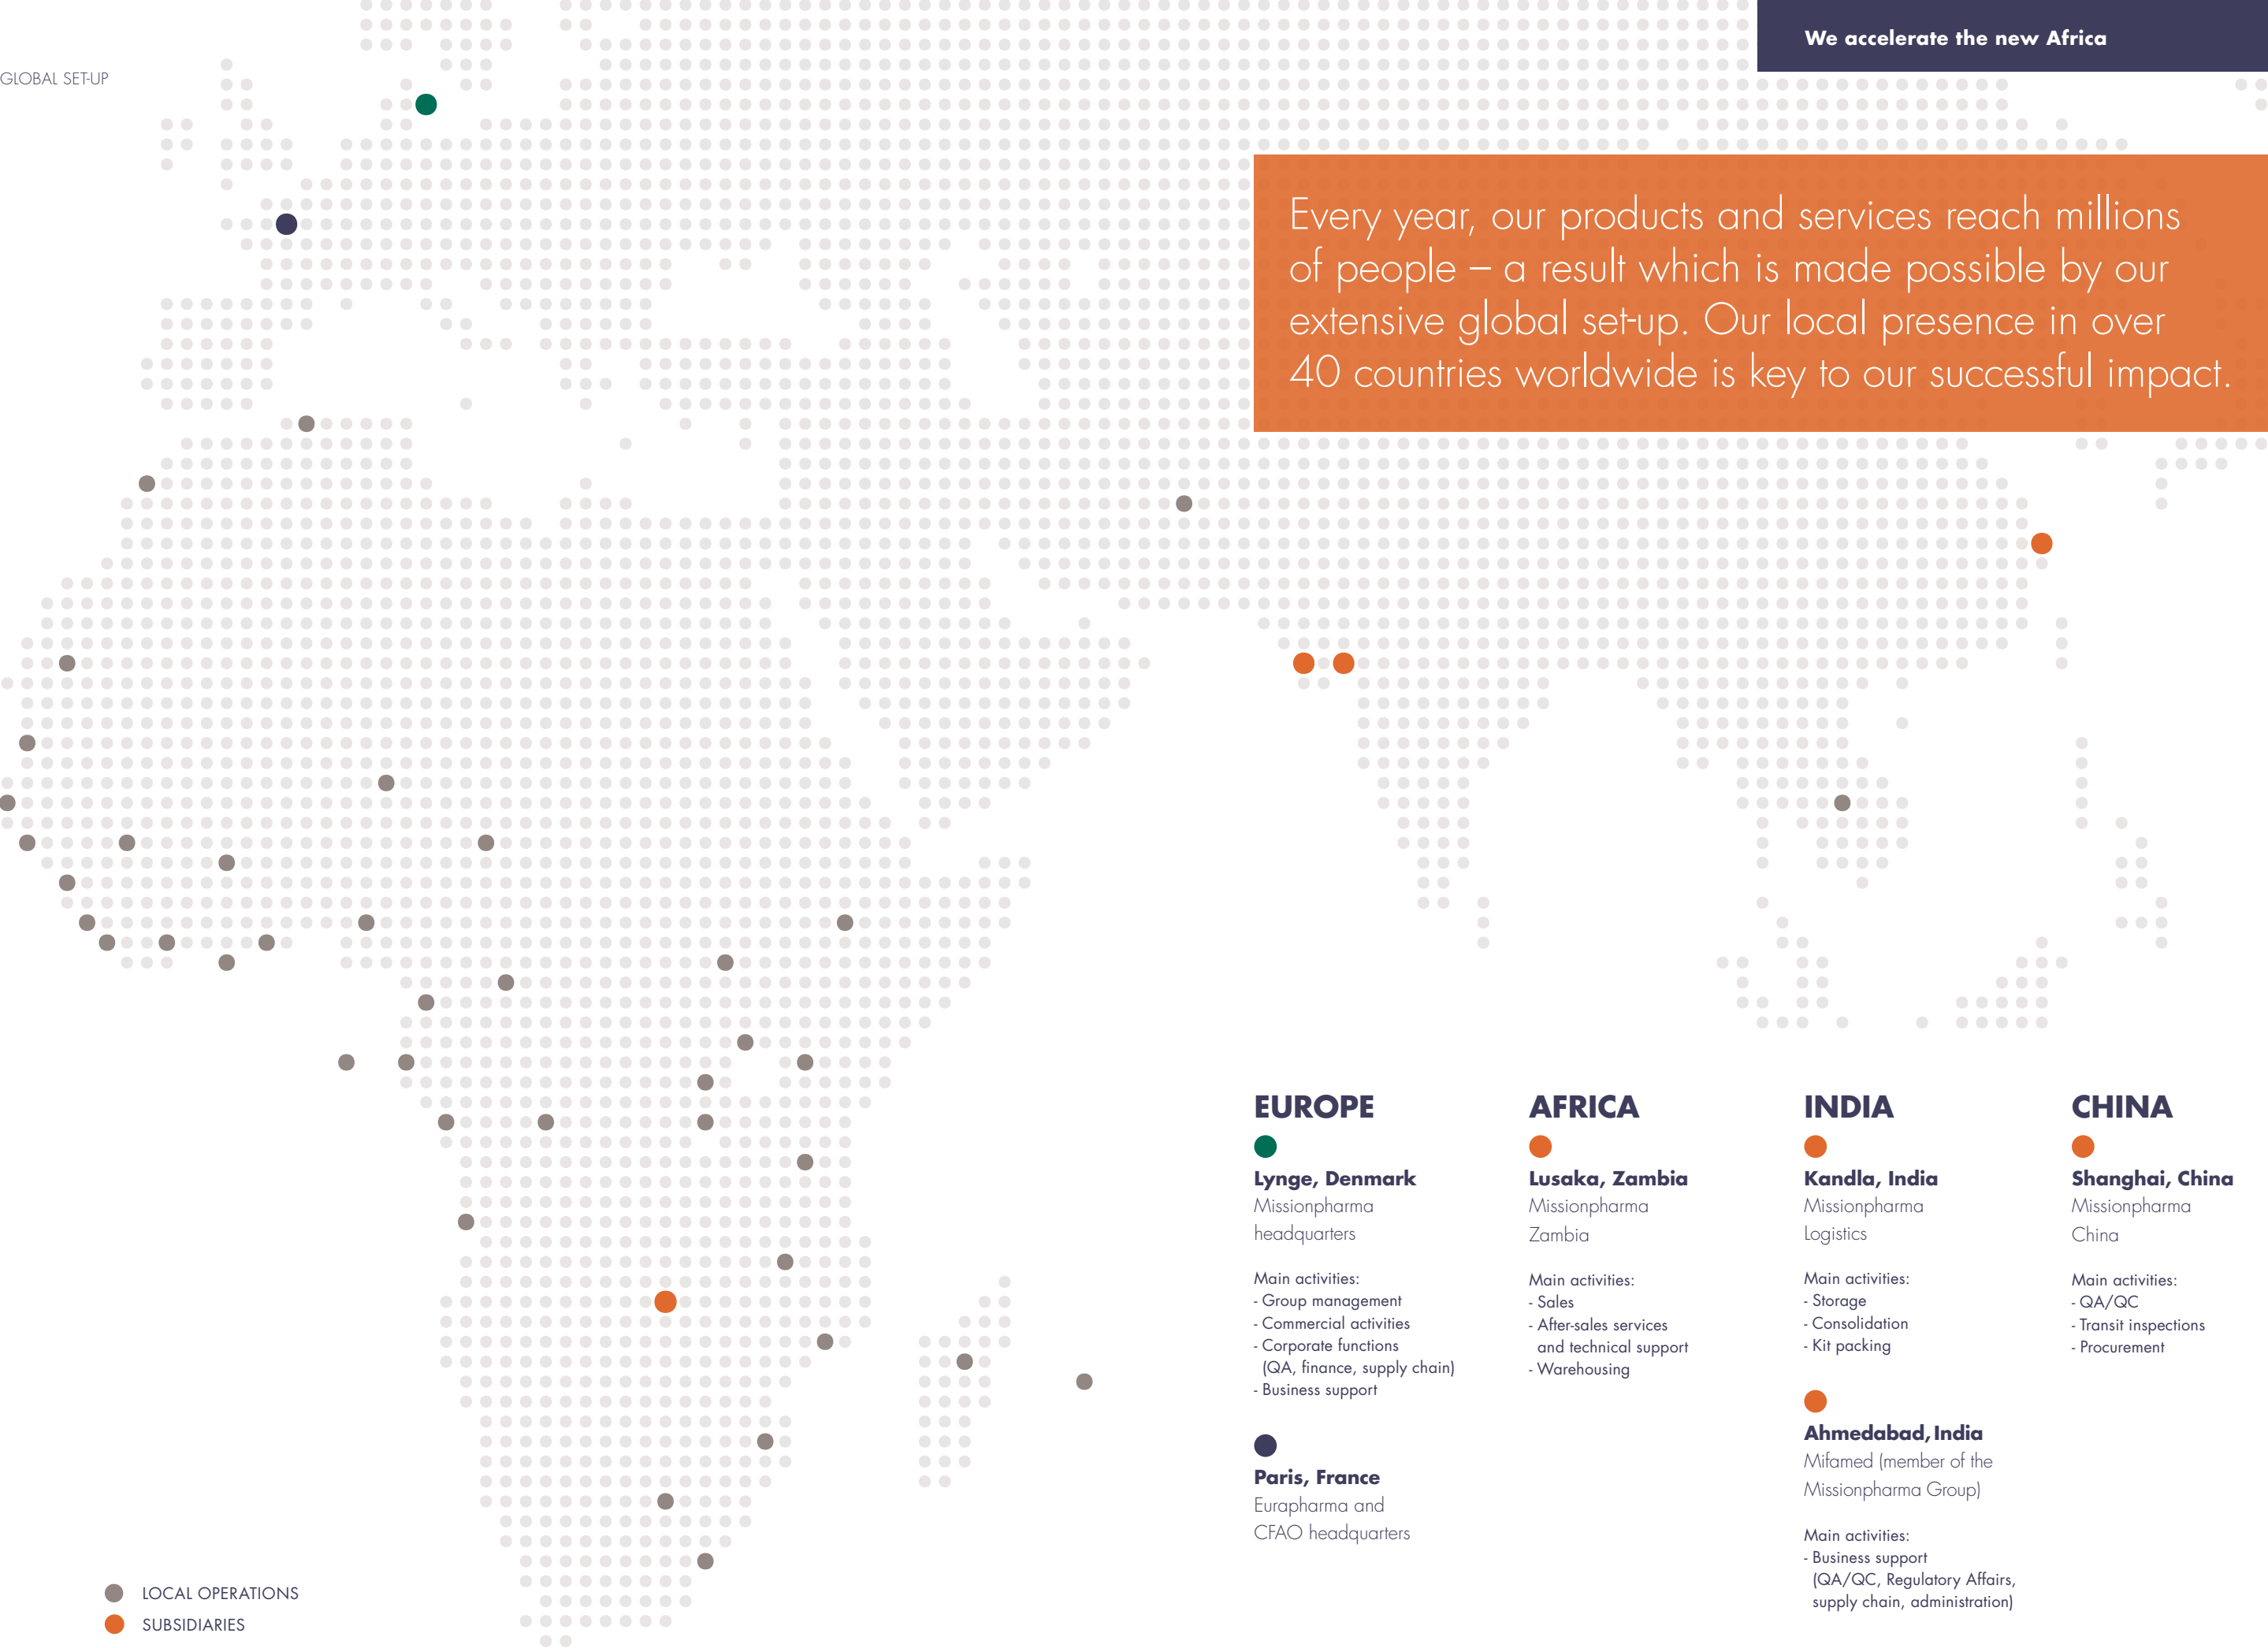 We accelerate the new Africa
GLOBAL SET-UP
Every year, our products and services reach millions
of people – a result which is made possible by our
extensive global set-up. Our local presence in over
40 countries worldwide is key to our successful impact.
EUROPE
Lynge, Denmark
Missionpharma
headquarters
Main activities:
- Group management
- Commercial activities
- Corporate functions
(QA, finance, supply chain)
- Business support
Paris, France
Eurapharma and
CFAO headquarters
AFRICA
Lusaka, Zambia
Missionpharma
Zambia
Main activities:
- Sales
- After-sales services
and technical support
- Warehousing
INDIA
Kandla, India
Missionpharma
Logistics
Main activities:
- Storage
- Consolidation
- Kit packing
Ahmedabad, India
Mifamed (member of the
Missionpharma Group)
Main activities:
- Business support
(QA/QC, Regulatory Affairs,
supply chain, administration)
CHINA
Shanghai, China
Missionpharma
China
Main activities:
- QA/QC
- Transit inspections
- Procurement
LOCAL OPERATIONS
SUBSIDIARIES